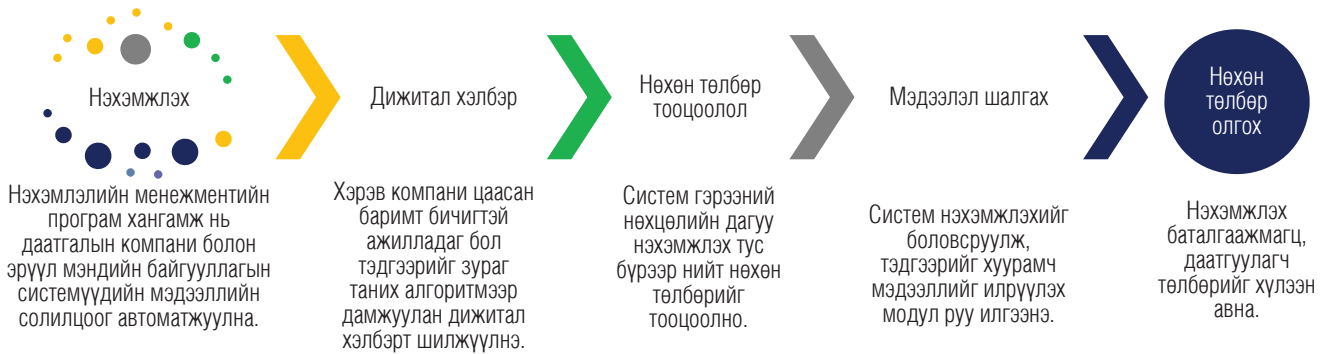 Нэхэмжлэх
Нэхэмлэлийн менежментийн
програм хангамж нь
даатгалын компани болон
эрүүл мэндийн байгууллагын
системүүдийн мэдээллийн
солилцоог автоматжуулна.
Дижитал хэлбэр
Хэрэв компани цаасан
баримт бичигтэй
ажилладаг бол
тэдгээрийг зураг
таних алгоритмээр
дамжуулан дижитал
хэлбэрт шилжүүлнэ.
Нөхөн төлбөр
тооцоолол
Систем гэрээний
нөхцөлийн дагуу
нэхэмжлэх тус
бүрээр нийт нөхөн
төлбөрийг
тооцоолно.
Мэдээлэл шалгах
Систем нэхэмжлэхийг
боловсруулж,
тэдгээрийг хуурамч
мэдээллийг илрүүлэх
модул руу илгээнэ.
Нөхөн
төлбөр
олгох
Нэхэмжлэх
баталгаажмагц,
даатгуулагч
төлбөрийг хүлээн
авна.